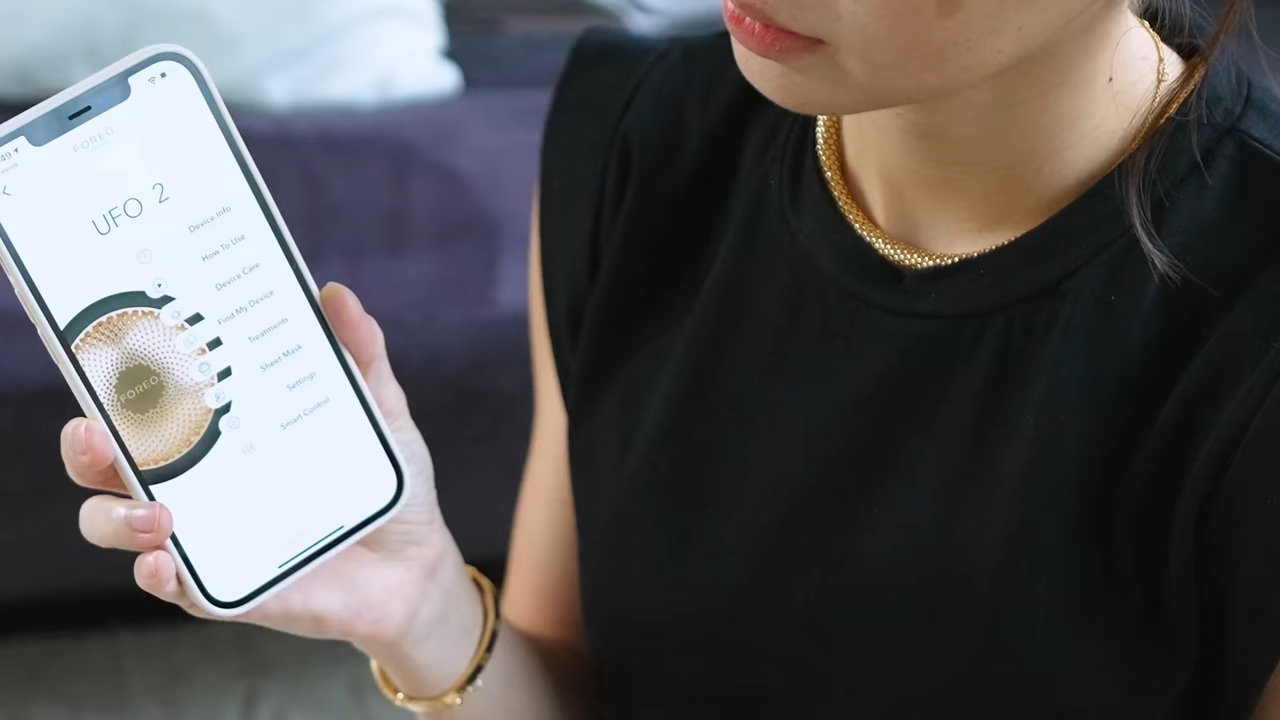 49
FOREO
UFO 2
Device Info
How To Use
Device Care
Find My Device
Treatments
Sheet Mask
Settings
Smart Control
FOREO